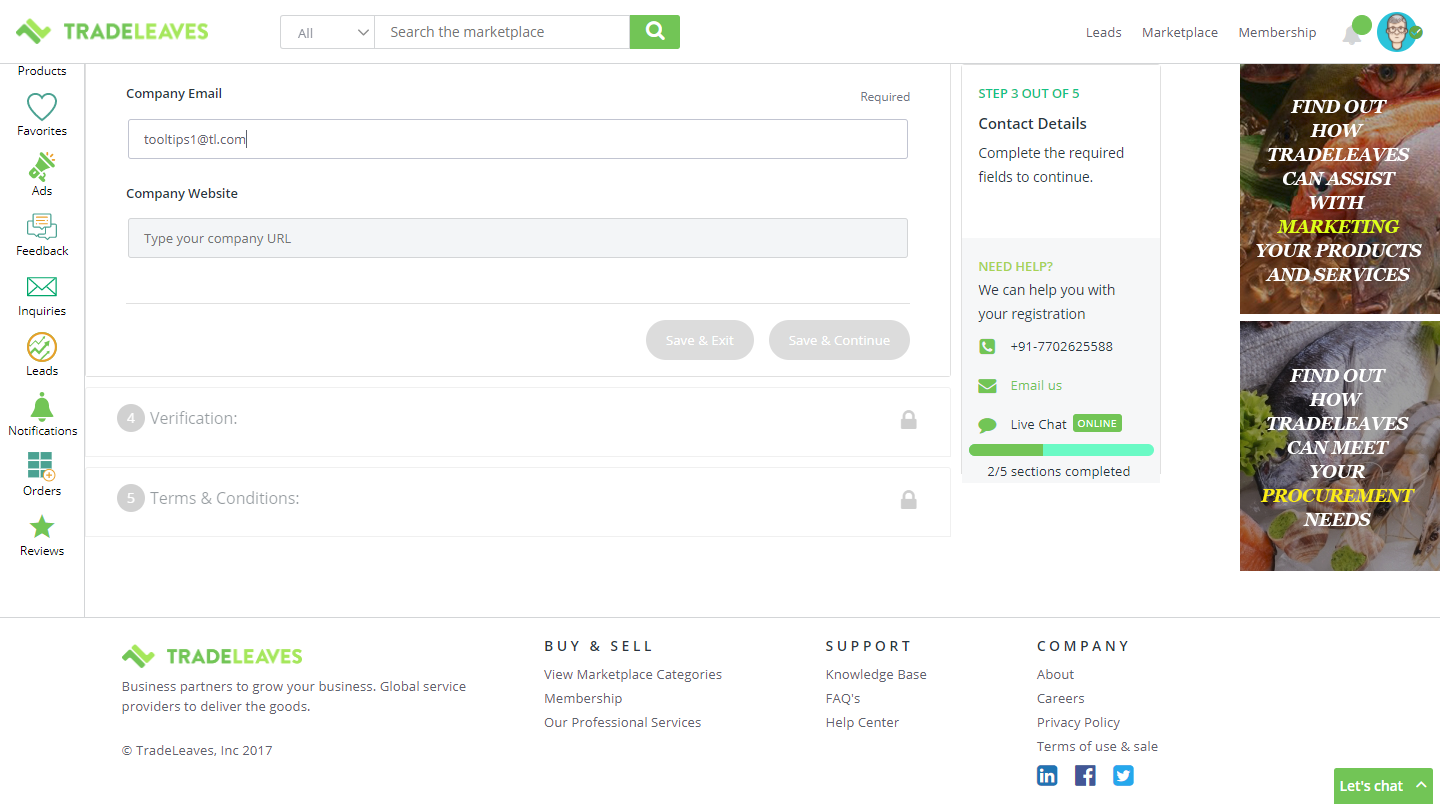 TRADELEAVES
All
Search the marketplace
Leads
Marketplace
Membership
Products
Favorites
Ads
Feedback
Inquiries
Leads
Notifications
Orders
Reviews
Company Email
Required
tooltips1@tl.com
Company Website
Type your company URL
Save & Exit
Save & Continue
4 Verification:
5 Terms & Conditions:
STEP 3 OUT OF 5
Contact Details
Complete the required
fields to continue.
NEED HELP?
We can help you with
your registration
+91-7702625588
Email us
Live Chat ONLINE
2/5 sections completed
FIND OUT
HOW
TRADELEAVES
CAN ASSIST
WITH
MARKETING
YOUR PRODUCTS
AND SERVICES
FIND OUT
HOW
TRADELEAVES
CAN MEET
YOUR
PROCUREMENT
NEEDS
TRADELEAVES
Business partners to grow your business. Global service
providers to deliver the goods.
© TradeLeaves, Inc 2017
BUY & SELL
View Marketplace Categories
Membership
Our Professional Services
SUPPORT
Knowledge Base
FAQ's
Help Center
COMPANY
About
Careers
Privacy Policy
Terms of use & sale
Let's chat